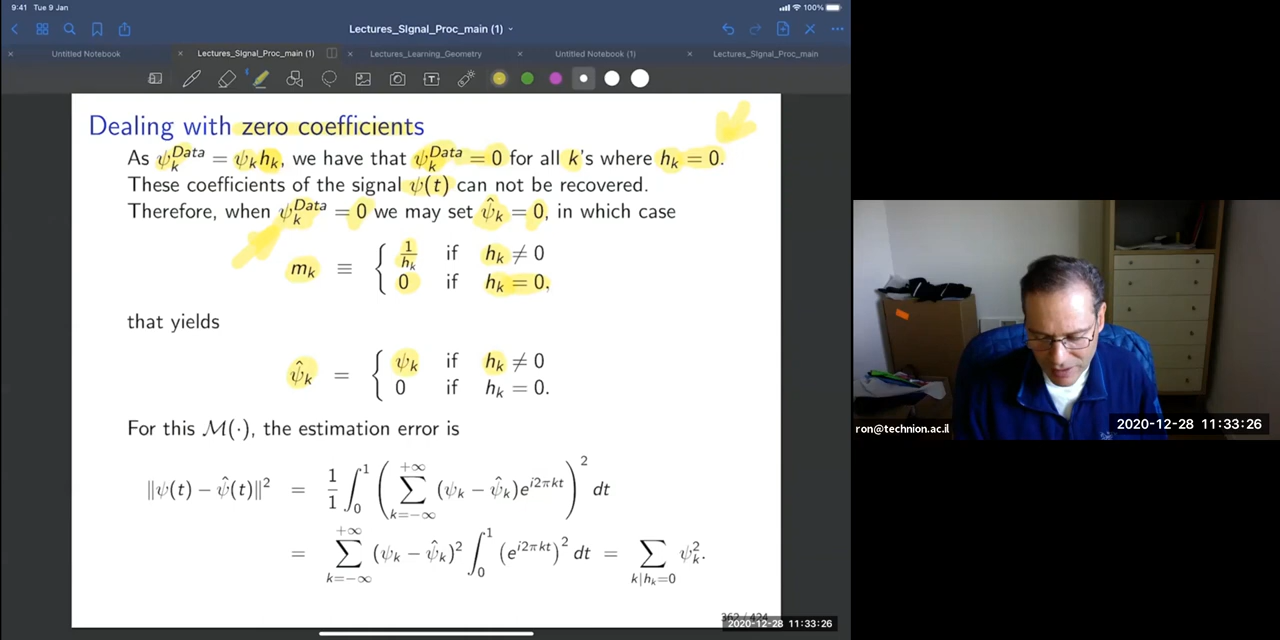 9:41 Tue 9 Jan
100%
Lectures_SIgnal_Proc_main (1)
Untitled Notebook
Lectures_SIgnal_Proc_main (1)
Lectures_Learning_Geometry
Untitled Notebook (1)
Lectures_SIgnal_Proc_main
Dealing with zero coefficients
As ψ_k^{Data} = ψ_k h_k, we have that ψ_k^{Data} = 0 for all k's where h_k = 0.
These coefficients of the signal ψ(t) can not be recovered.
Therefore, when ψ_k^{Data} = 0 we may set ψ̂_k = 0, in which case
m_k ≡ { 1/h_k if h_k ≠ 0
0 if h_k = 0,
that yields
ψ̂_k = { ψ_k if h_k ≠ 0
0 if h_k = 0.
For this M(·), the estimation error is
‖ψ(t) − ψ̂(t)‖² = 1/1 ∫_0^1 ( ∑_{k=−∞}^{+∞} (ψ_k − ψ̂_k)e^{i2πkt} )² dt
= ∑_{k=−∞}^{+∞} (ψ_k − ψ̂_k)² ∫_0^1 (e^{i2πkt})² dt = ∑_{k|h_k=0} ψ_k².
2020-12-28 11:33:26
ron@technion.ac.il
2020-12-28 11:33:26